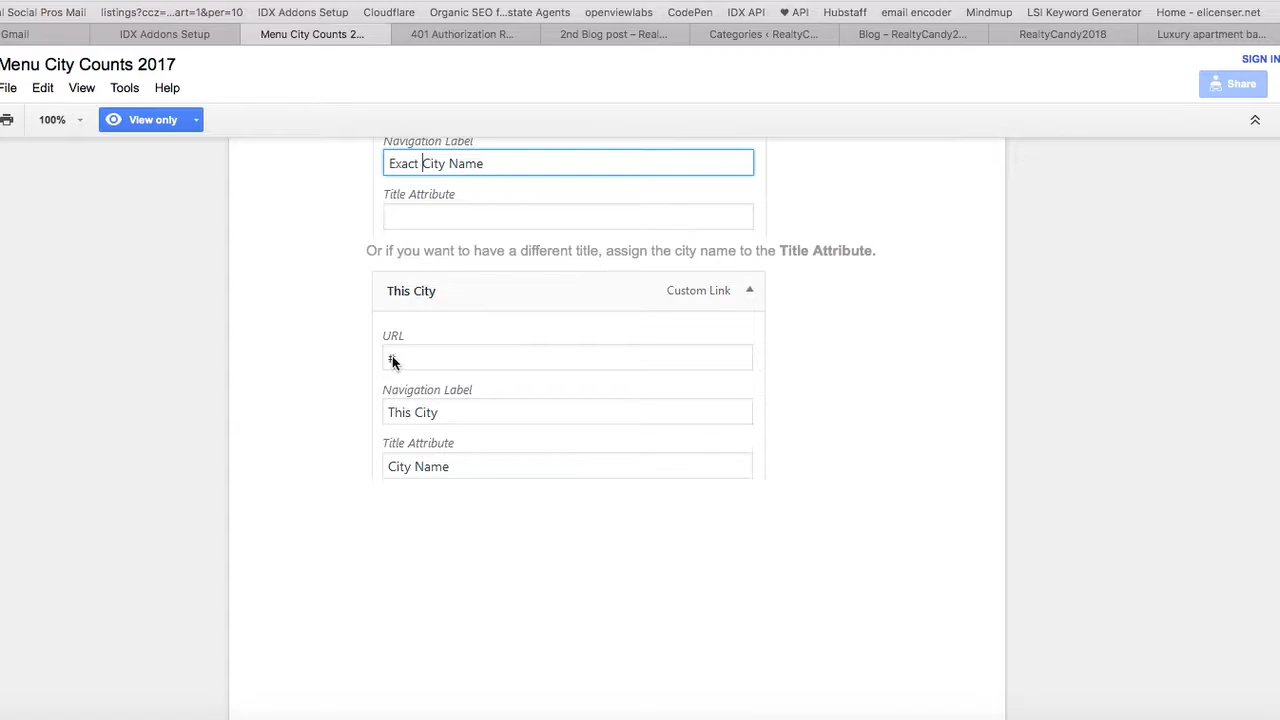 al Social Pros Mail listings?ccz=...art=1&per=10 IDX Addons Setup Cloudflare Organic SEO f...state Agents openviewlabs CodePen IDX API ♥ API Hubstaff email encoder Mindmup LSI Keyword Generator Home - elicenser.net
Gmail IDX Addons Setup Menu City Counts 2... 401 Authorization R... 2nd Blog post – Real... Categories ‹ RealtyC... Blog – RealtyCandy2... RealtyCandy2018 Luxury apartment ba...
Menu City Counts 2017 SIGN IN
File Edit View Tools Help Share
100% View only
Navigation Label
Exact City Name
Title Attribute
Or if you want to have a different title, assign the city name to the Title Attribute.
This City Custom Link
URL
#
Navigation Label
This City
Title Attribute
City Name